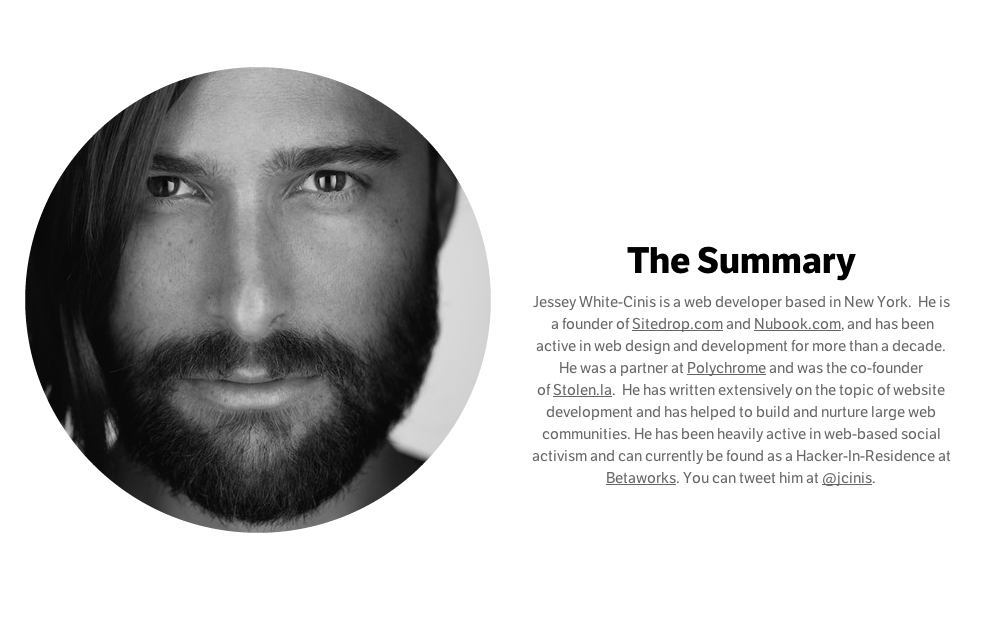 The Summary
Jessey White-Cinis is a web developer based in New York.  He is
a founder of Sitedrop.com and Nubook.com, and has been
active in web design and development for more than a decade.
He was a partner at Polychrome and was the co-founder
of Stolen.la.  He has written extensively on the topic of website
development and has helped to build and nurture large web
communities. He has been heavily active in web-based social
activism and can currently be found as a Hacker-In-Residence at
Betaworks. You can tweet him at @jcinis.